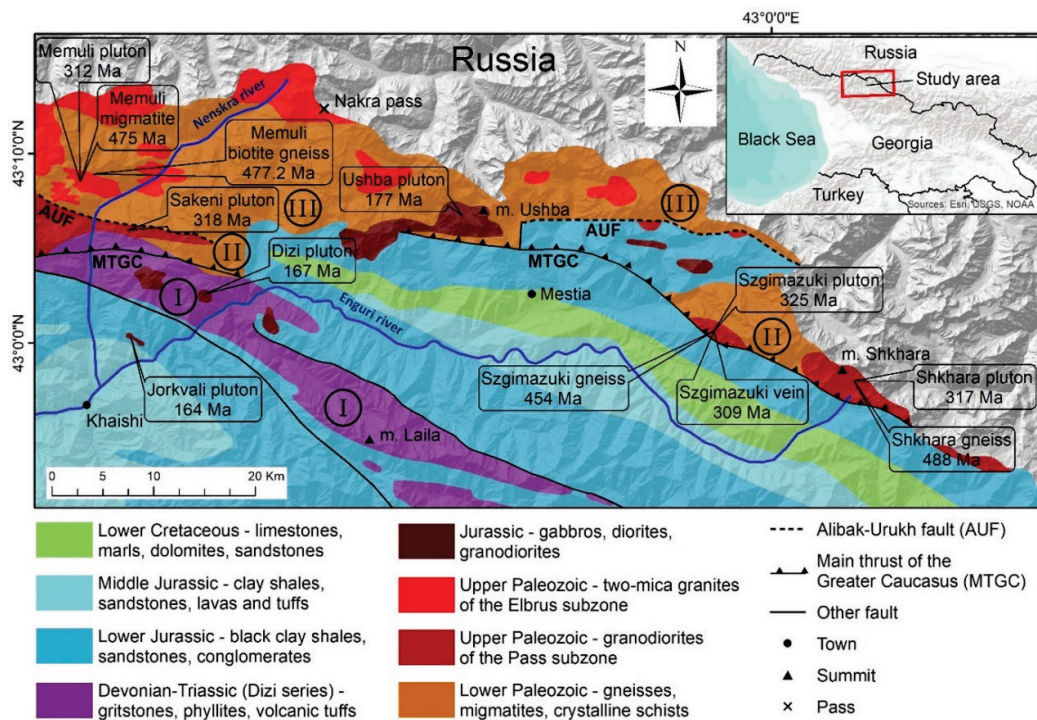 43°0'0"E
Memuli pluton
312 Ma
Russia
N
Russia
Study area
Black Sea
Georgia
Turkey
Sources: Esri, USGS, NOAA
Memuli
migmatite
475 Ma
Nenskra river
Nakra pass
43°10'0"N
Memuli
biotite gneiss
477.2 Ma
Ushba pluton
177 Ma
m. Ushba
III
III
Sakeni pluton
318 Ma
AUF
AUF
II
MTGC
MTGC
Dizi pluton
167 Ma
I
Mestia
Szgimazuki pluton
325 Ma
Enguri river
43°0'0"N
II
m. Shkhara
Jorkvali pluton
164 Ma
Szgimazuki gneiss
454 Ma
Szgimazuki vein
309 Ma
Shkhara pluton
317 Ma
Khaishi
I
m. Laila
Shkhara gneiss
488 Ma
0 5 10 20 Km
Lower Cretaceous - limestones,
marls, dolomites, sandstones
Middle Jurassic - clay shales,
sandstones, lavas and tuffs
Lower Jurassic - black clay shales,
sandstones, conglomerates
Devonian-Triassic (Dizi series) -
gritstones, phyllites, volcanic tuffs
Jurassic - gabbros, diorites,
granodiorites
Upper Paleozoic - two-mica granites
of the Elbrus subzone
Upper Paleozoic - granodiorites
of the Pass subzone
Lower Paleozoic - gneisses,
migmatites, crystalline schists
Alibak-Urukh fault (AUF)
Main thrust of the
Greater Caucasus (MTGC)
Other fault
Town
Summit
Pass